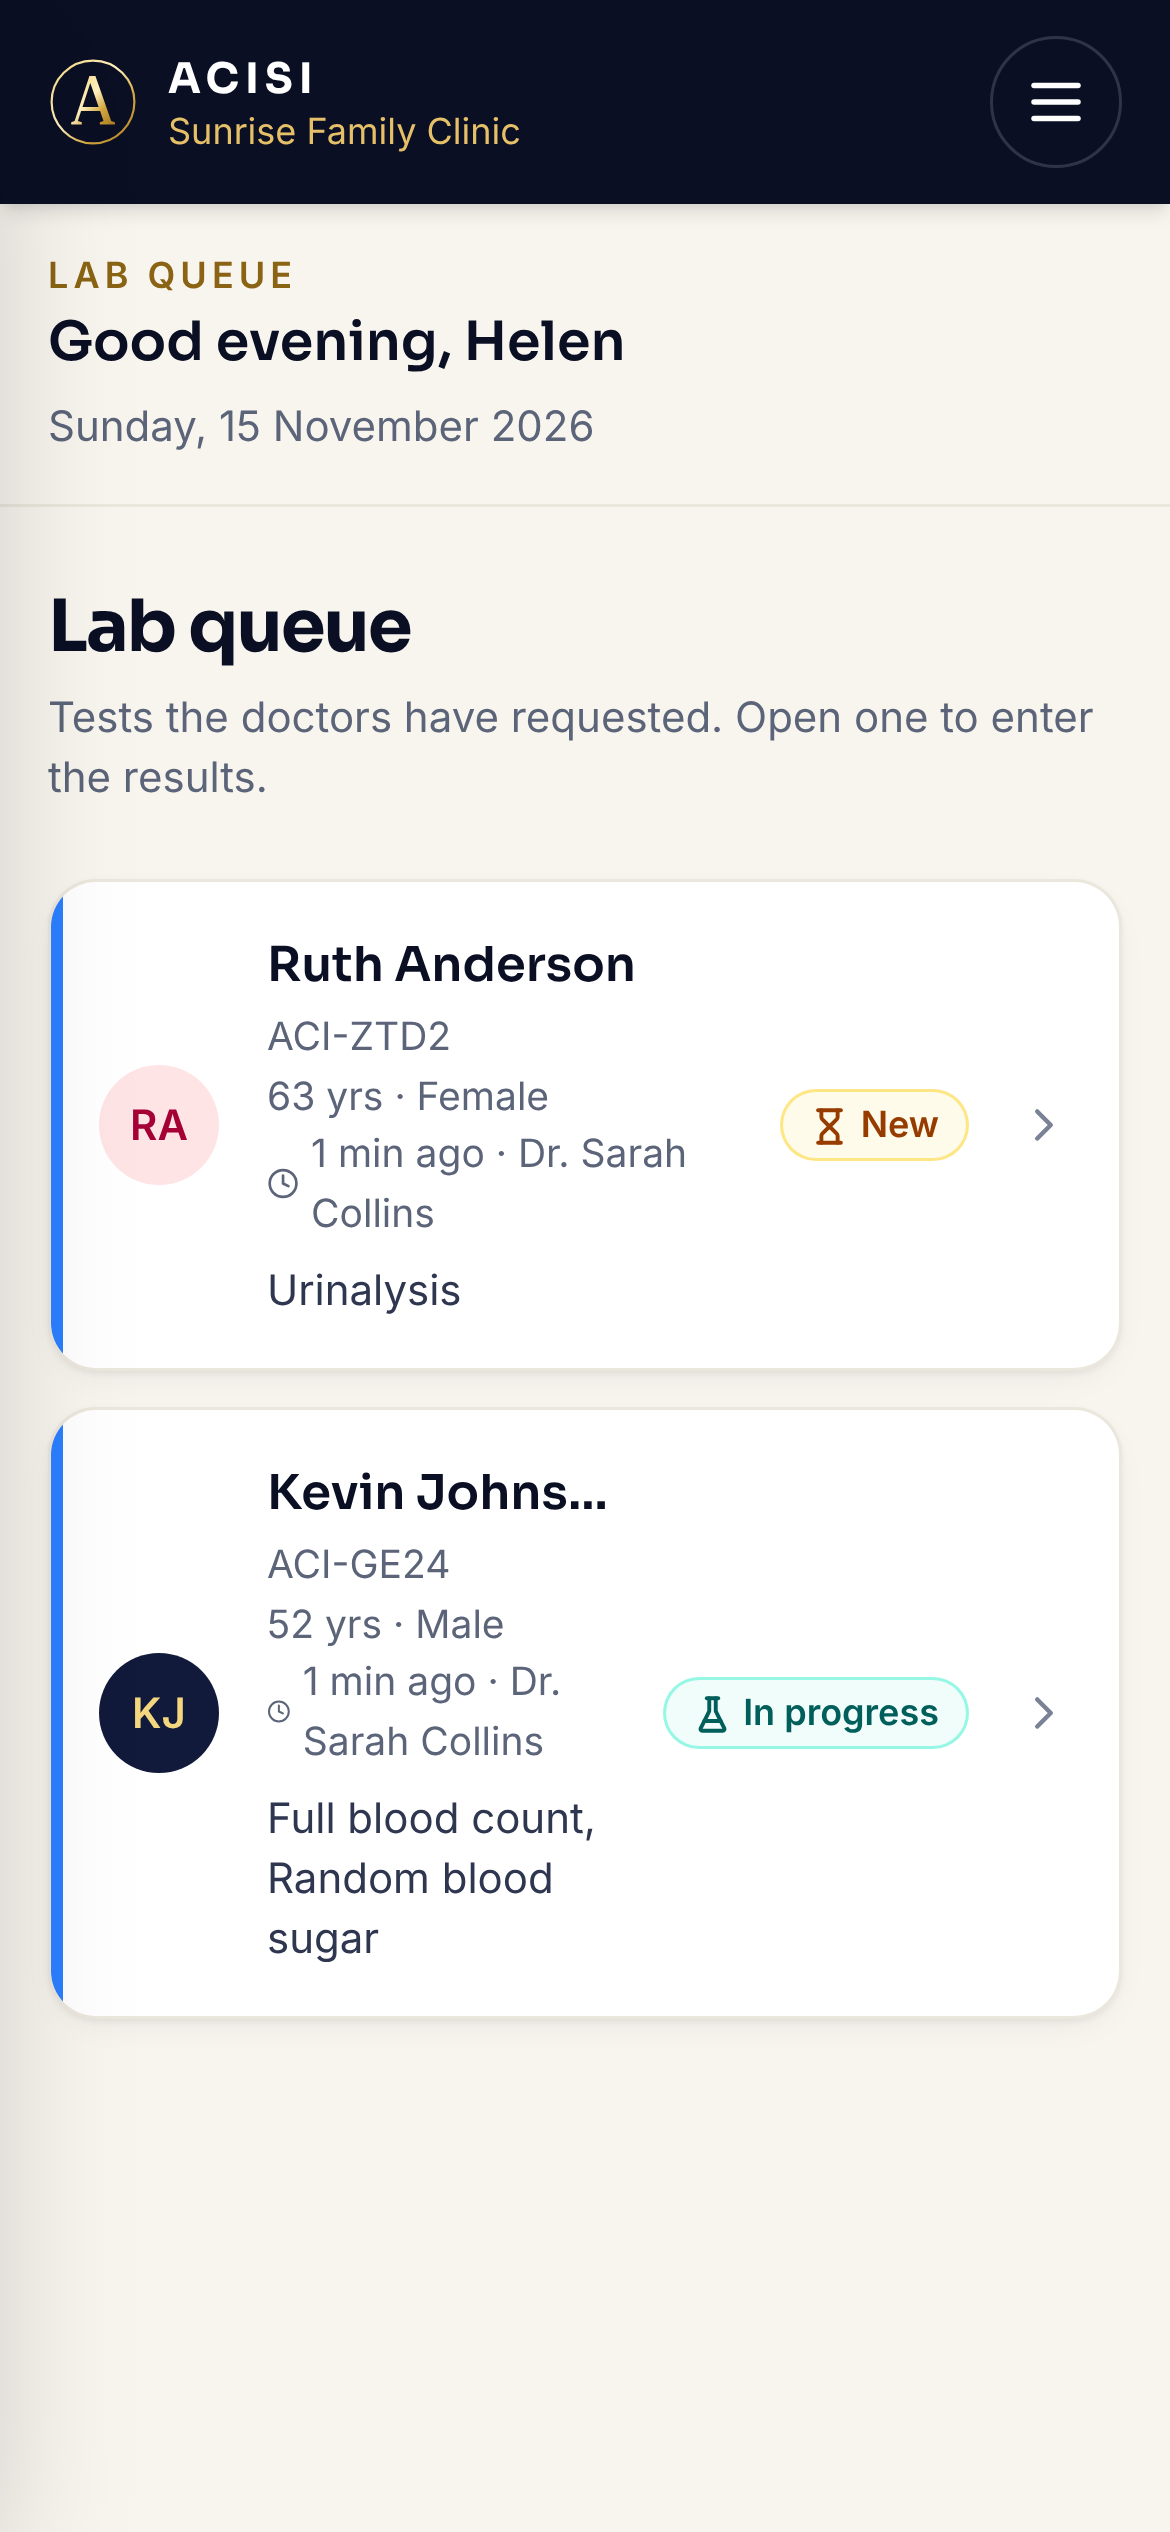 A
ACISI
Sunrise Family Clinic
LAB QUEUE
Good evening, Helen
Sunday, 15 November 2026
Lab queue
Tests the doctors have requested. Open one to enter
the results.
RA
Ruth Anderson
ACI-ZTD2
63 yrs · Female
1 min ago · Dr. Sarah
Collins
Urinalysis
New
KJ
Kevin Johns...
ACI-GE24
52 yrs · Male
1 min ago · Dr.
Sarah Collins
Full blood count,
Random blood
sugar
In progress